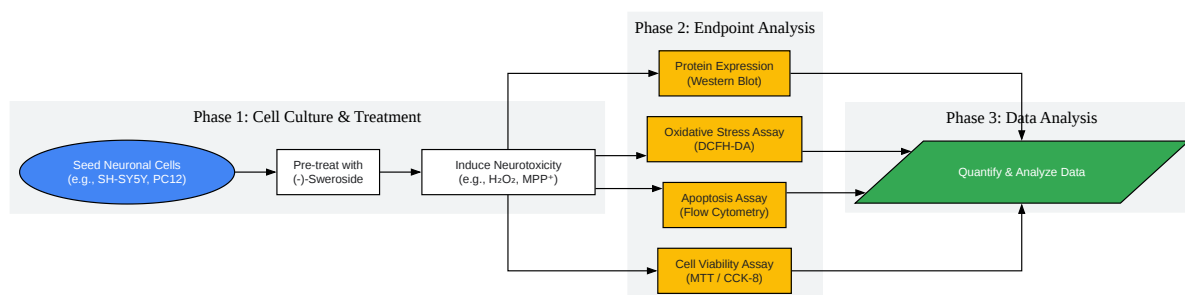 Phase 1: Cell Culture & Treatment
Seed Neuronal Cells
(e.g., SH-SY5Y, PC12)
Pre-treat with
(-)-Sweroside
Induce Neurotoxicity
(e.g., H₂O₂, MPP⁺)
Phase 2: Endpoint Analysis
Protein Expression
(Western Blot)
Oxidative Stress Assay
(DCFH-DA)
Apoptosis Assay
(Flow Cytometry)
Cell Viability Assay
(MTT / CCK-8)
Phase 3: Data Analysis
Quantify & Analyze Data